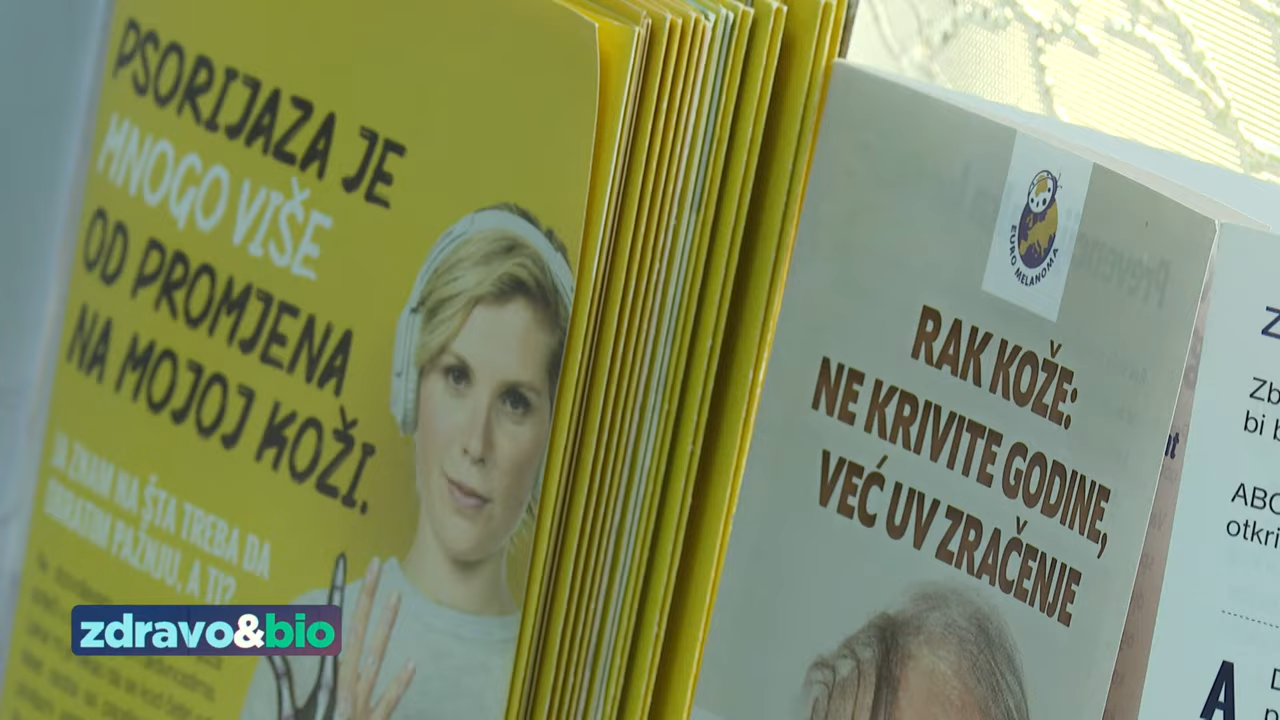 PSORIJAZA JE
MNOGO VIŠE
OD PROMJENA
NA MOJOJ KOŽI.
JA ZNAM NA ŠTA TREBA DA
OBRATIM PAŽNJU, A TI?
zdravo&bio
EURO MELANOMA
RAK KOŽE:
NE KRIVITE GODINE,
VEĆ UV ZRAČENJE
Z
Zb
bi b
ABC
otkri
A